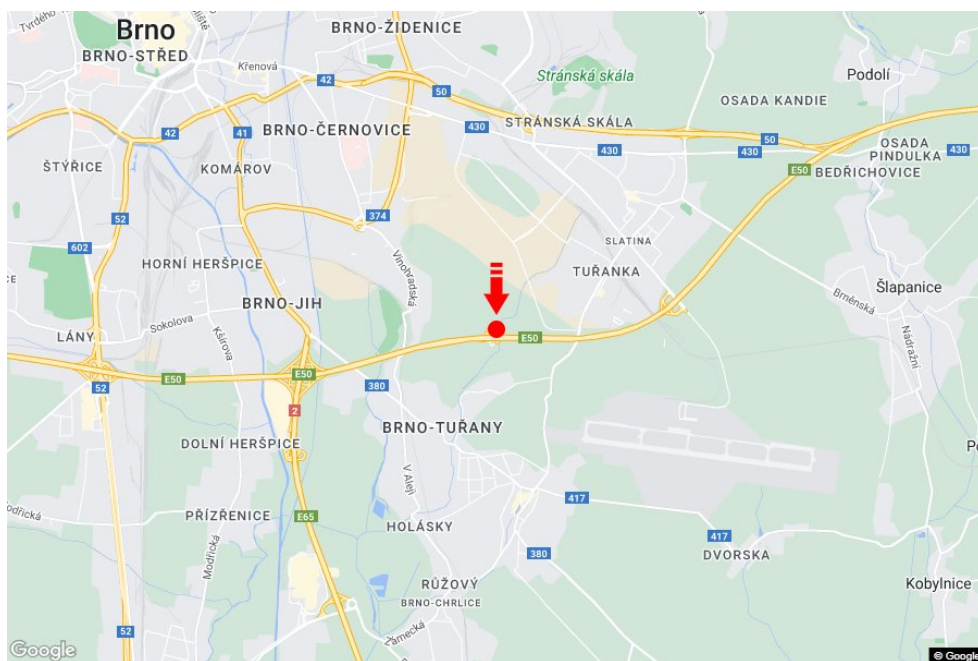 Tvrdého
Brno
BRNO-STŘED
BRNO-ŽIDENICE
Křenová
42
50
Stránská skála
Podolí
OSADA KANDIE
42
41
BRNO-ČERNOVICE
430
STRÁNSKÁ SKÁLA
430
50
430
OSADA
PINDULKA
430
ŠTÝŘICE
KOMÁROV
E50
BEDŘICHOVICE
52
374
602
HORNÍ HERŠPICE
Vinohradská
SLATINA
TUŘANKA
BRNO-JIH
Brněnská
Šlapanice
LÁNY
Sokolova
Kšírova
E50
Nádražní
E50
E50
380
52
2
BRNO-TUŘANY
DOLNÍ HERŠPICE
V Aleji
417
PŘÍZŘENICE
E65
HOLÁSKY
417
Modřická
380
DVORSKA
RŮŽOVÝ
Kobylnice
BRNO-CHRLICE
52
Google
© Google